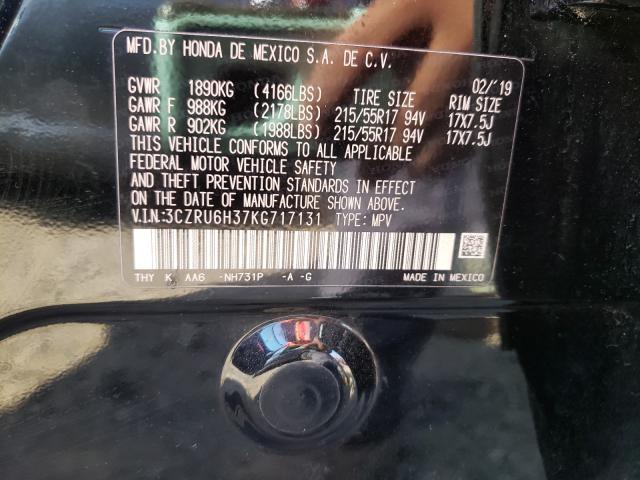 MFD.BY HONDA DE MEXICO S.A. DE C.V.
GVWR 1890KG (4166LBS) TIRE SIZE 02/'19 RIM SIZE
GAWR F 988KG (2178LBS) 215/55R17 94V 17X7.5J
GAWR R 902KG (1988LBS) 215/55R17 94V 17X7.5J
THIS VEHICLE CONFORMS TO ALL APPLICABLE
FEDERAL MOTOR VEHICLE SAFETY
AND THEFT PREVENTION STANDARDS IN EFFECT
ON THE DATE OF MANUFACTURE SHOWN ABOVE.
V.I.N.:3CZRU6H37KG717131 TYPE: MPV
THY K AA6 -NH731P -A -G MADE IN MEXICO